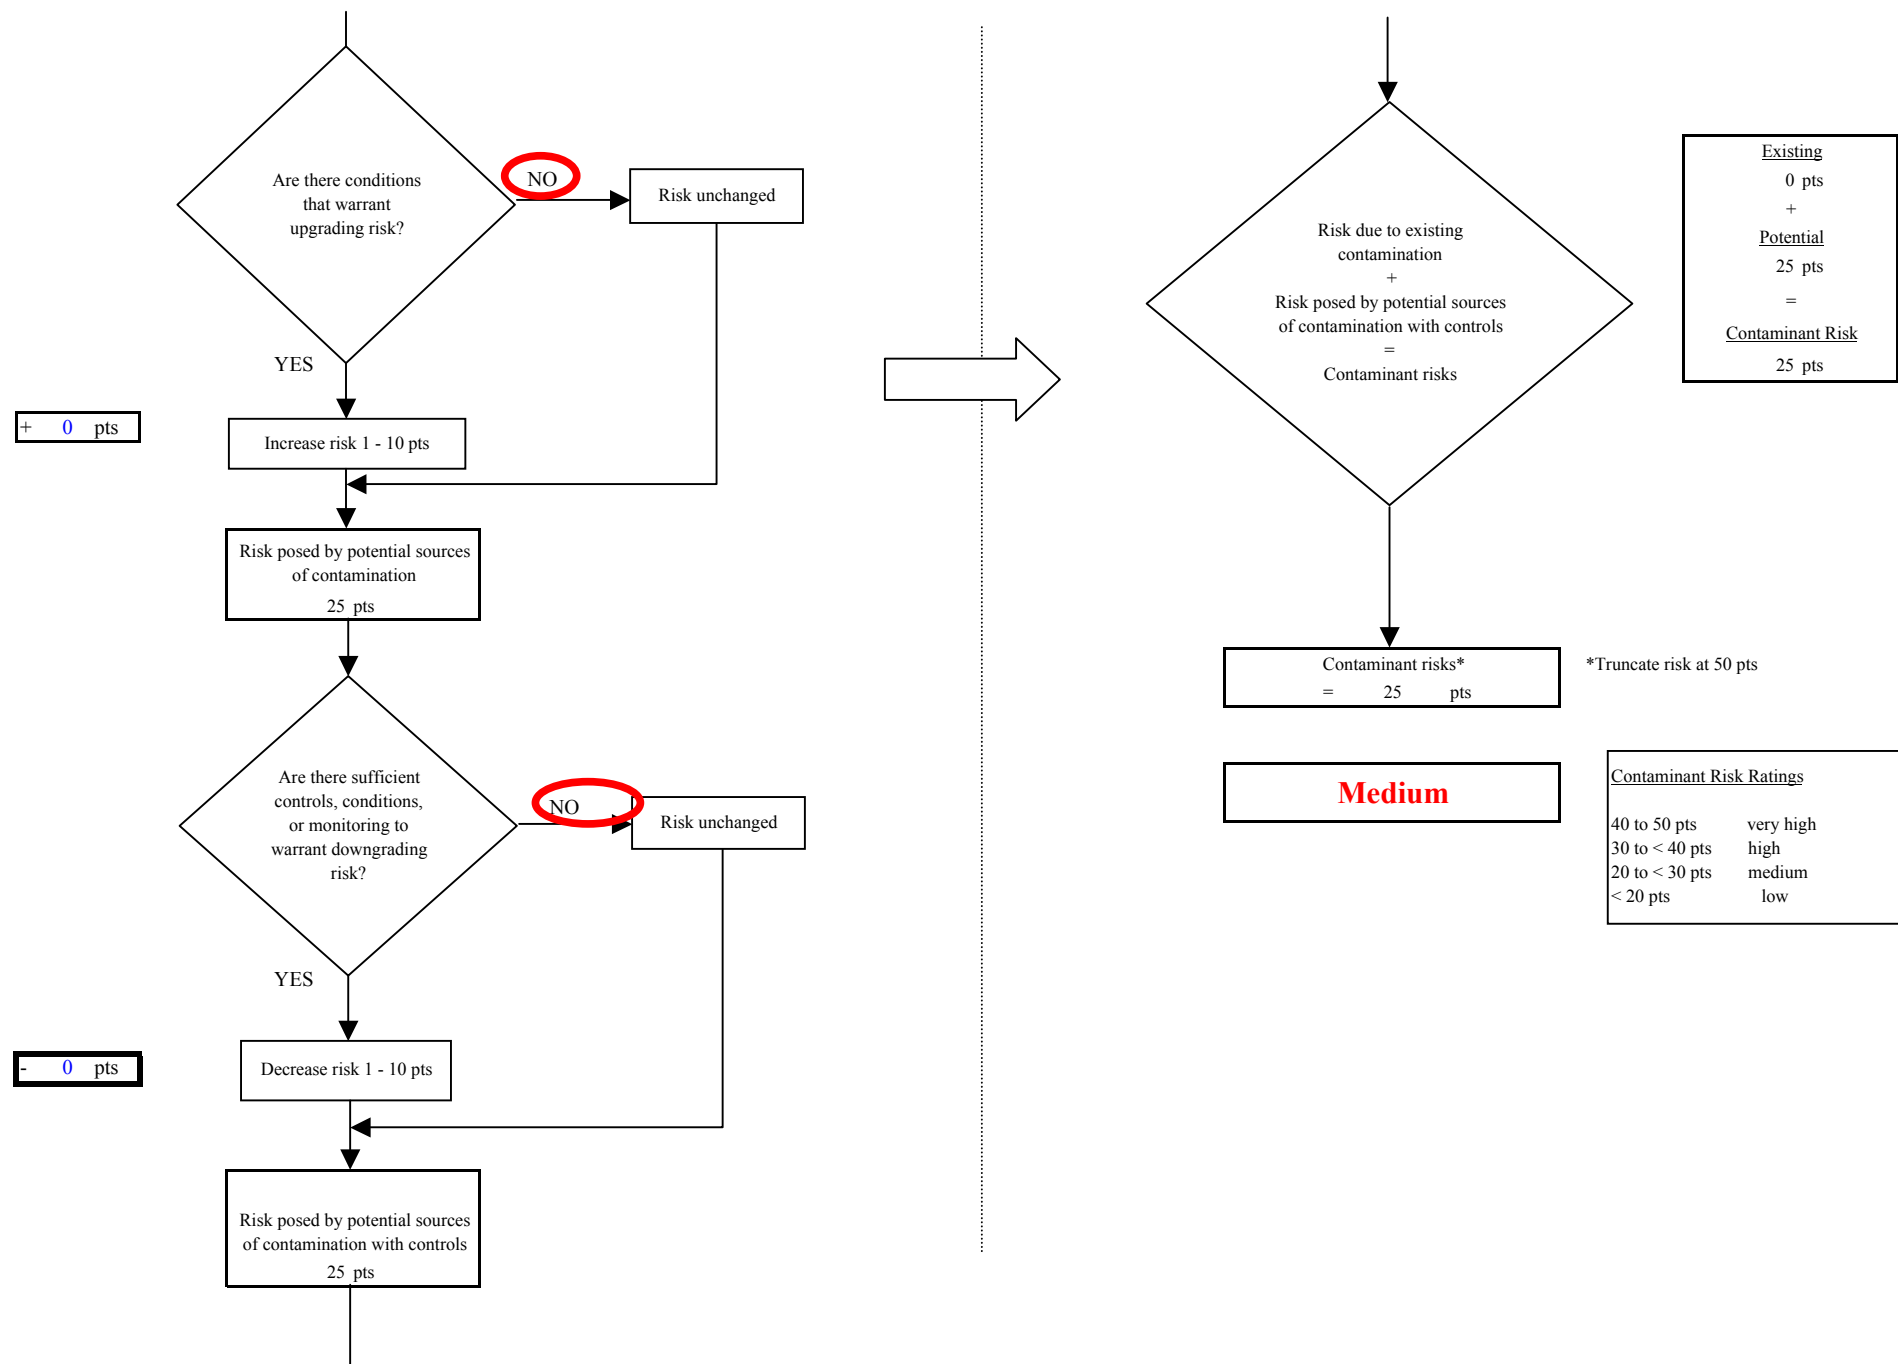 Are there conditions
that warrant
upgrading risk?
NO
Risk unchanged
YES
+ 0 pts
Increase risk 1 - 10 pts
Risk posed by potential sources
of contamination
25 pts
Are there sufficient
controls, conditions,
or monitoring to
warrant downgrading
risk?
NO
Risk unchanged
YES
- 0 pts
Decrease risk 1 - 10 pts
Risk posed by potential sources
of contamination with controls
25 pts
Risk due to existing
contamination
+
Risk posed by potential sources
of contamination with controls
=
Contaminant risks
Existing
0 pts
+
Potential
25 pts
=
Contaminant Risk
25 pts
Contaminant risks*
= 25 pts
*Truncate risk at 50 pts
Medium
Contaminant Risk Ratings
40 to 50 pts very high
30 to < 40 pts high
20 to < 30 pts medium
< 20 pts low